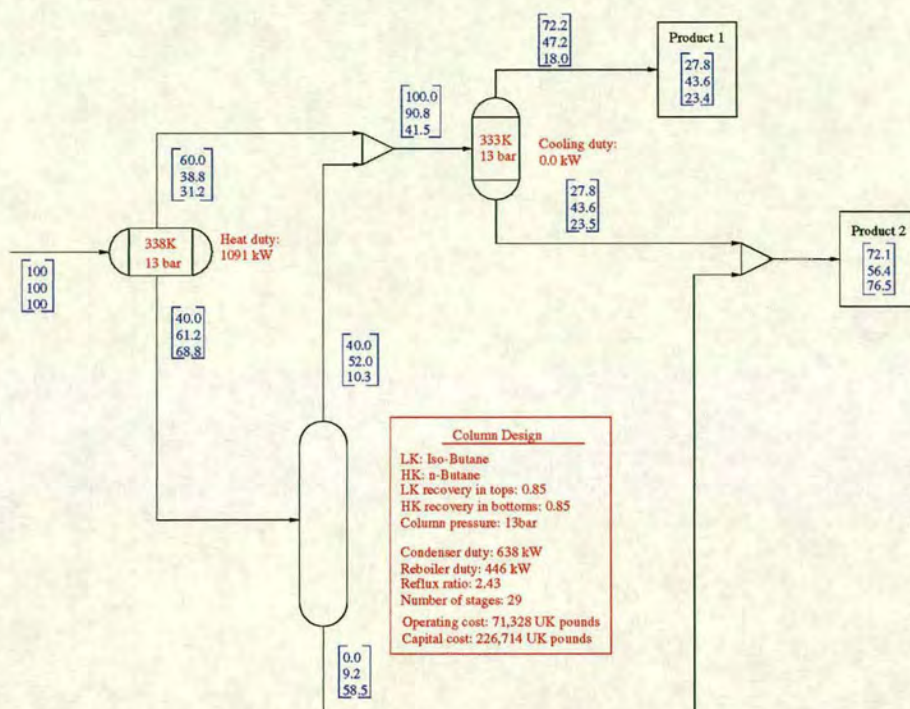 72.2
47.2
18.0
Product 1
27.8
43.6
23.4
100.0
90.8
41.5
333K
13 bar
Cooling duty:
0.0 kW
60.0
38.8
31.2
27.8
43.6
23.5
338K
13 bar
Heat duty:
1091 kW
Product 2
72.1
56.4
76.5
100
100
100
40.0
61.2
68.8
40.0
52.0
10.3
Column Design
LK: Iso-Butane
HK: n-Butane
LK recovery in tops: 0.85
HK recovery in bottoms: 0.85
Column pressure: 13bar
Condenser duty: 638 kW
Reboiler duty: 446 kW
Reflux ratio: 2.43
Number of stages: 29
Operating cost: 71,328 UK pounds
Capital cost: 226,714 UK pounds
0.0
9.2
58.5